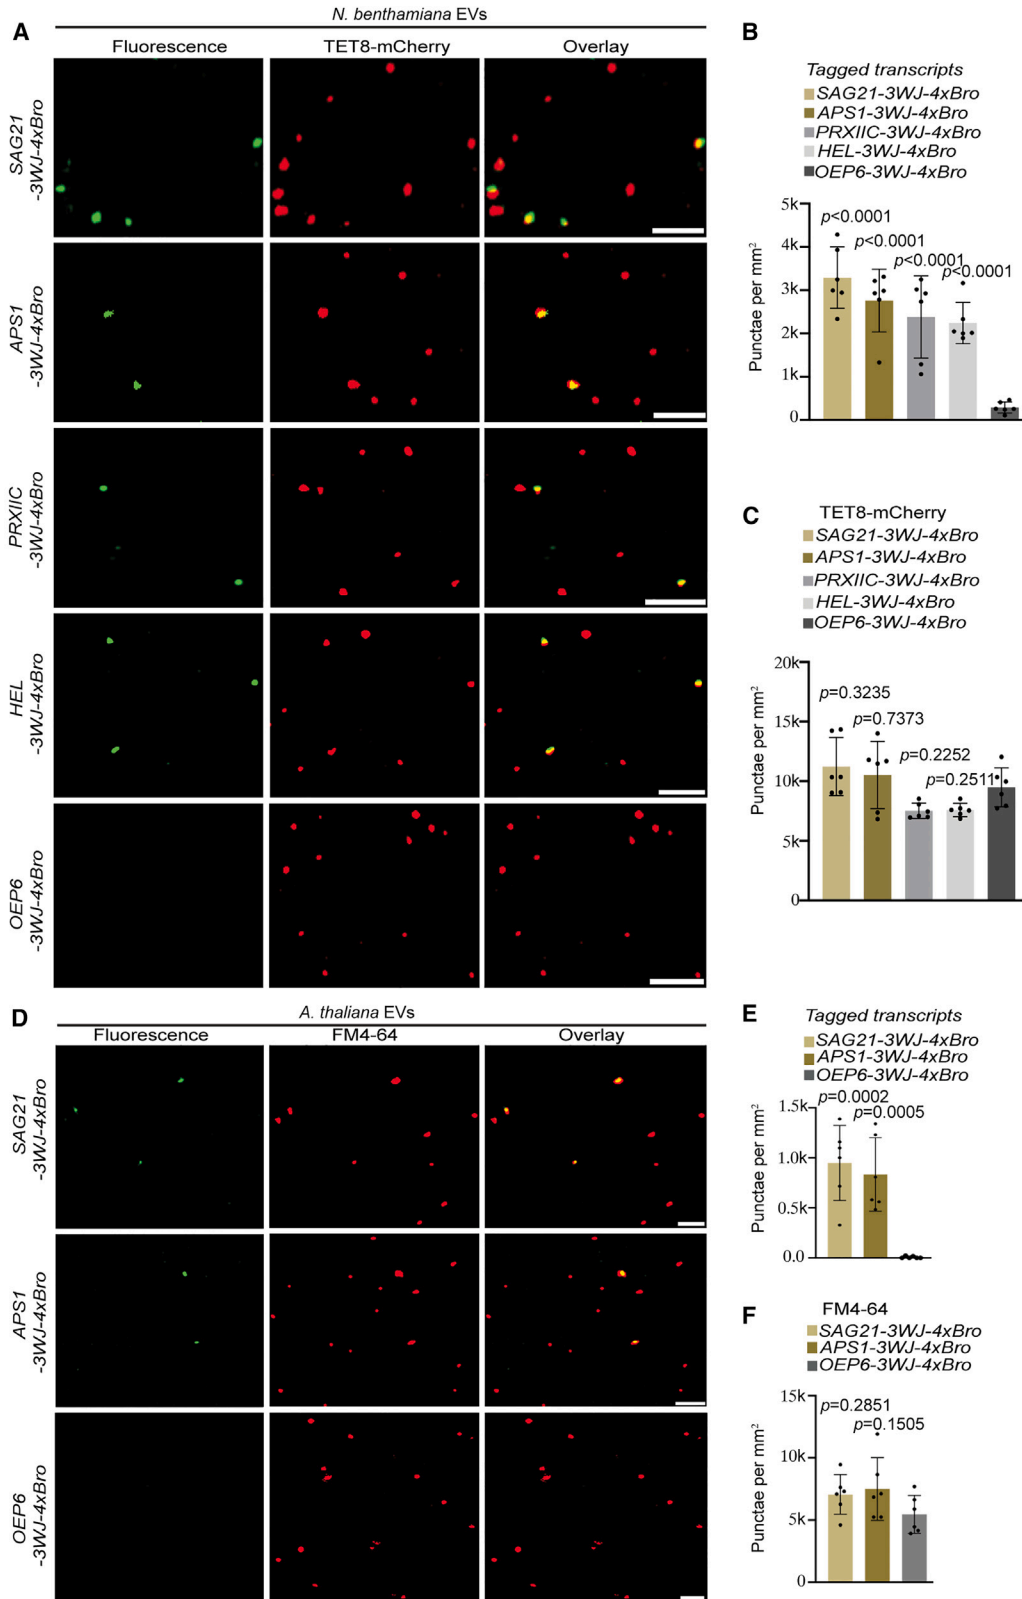 A
N. benthamiana EVs
Fluorescence TET8-mCherry Overlay
SAG21
-3WJ-4xBro
APS1
-3WJ-4xBro
PRXIIC
-3WJ-4xBro
HEL
-3WJ-4xBro
OEP6
-3WJ-4xBro
B
Tagged transcripts
SAG21-3WJ-4xBro
APS1-3WJ-4xBro
PRXIIC-3WJ-4xBro
HEL-3WJ-4xBro
OEP6-3WJ-4xBro
Punctae per mm²
5k
4k
3k
2k
1k
0
p<0.0001
p<0.0001
p<0.0001
p<0.0001
C
TET8-mCherry
SAG21-3WJ-4xBro
APS1-3WJ-4xBro
PRXIIC-3WJ-4xBro
HEL-3WJ-4xBro
OEP6-3WJ-4xBro
Punctae per mm²
20k
15k
10k
5k
0
p=0.3235
p=0.7373
p=0.2252
p=0.2511
D
A. thaliana EVs
Fluorescence FM4-64 Overlay
SAG21
-3WJ-4xBro
APS1
-3WJ-4xBro
OEP6
-3WJ-4xBro
E
Tagged transcripts
SAG21-3WJ-4xBro
APS1-3WJ-4xBro
OEP6-3WJ-4xBro
Punctae per mm²
1.5k
1.0k
0.5k
0.0
p=0.0002
p=0.0005
F
FM4-64
SAG21-3WJ-4xBro
APS1-3WJ-4xBro
OEP6-3WJ-4xBro
Punctae per mm²
15k
10k
5k
0
p=0.2851
p=0.1505